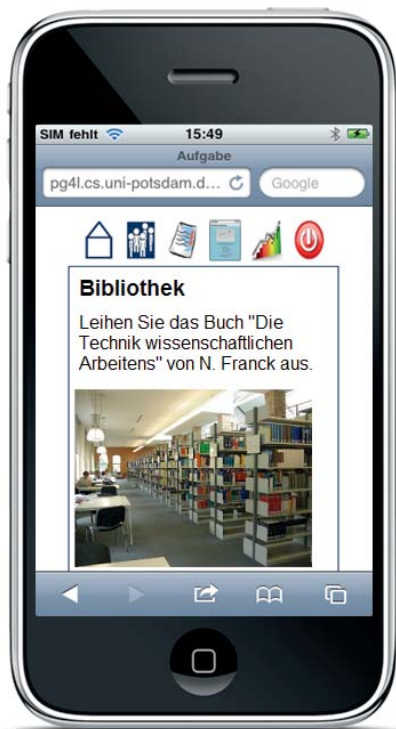 SIM fehlt
15:49
Aufgabe
pg4l.cs.uni-potsdam.d...
Google
Bibliothek
Leihen Sie das Buch "Die
Technik wissenschaftlichen
Arbeitens" von N. Franck aus.